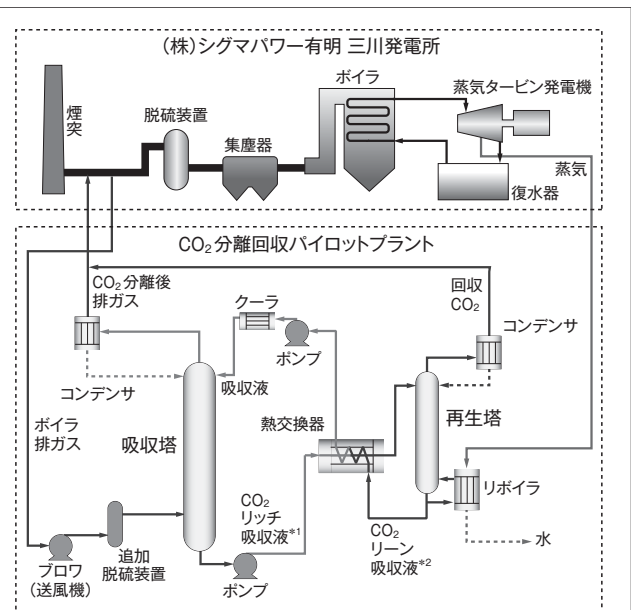 (株)シグマパワー有明 三川発電所
ボイラ
蒸気タービン発電機
煙突
脱硫装置
集塵器
蒸気
復水器
CO₂分離回収パイロットプラント
CO₂分離後
排ガス
クーラ
回収
CO₂
コンデンサ
ポンプ
コンデンサ
吸収液
熱交換器
ボイラ
排ガス
吸収塔
再生塔
リボイラ
CO₂
リッチ
吸収液*1
CO₂
リーン
吸収液*2
水
ブロワ
(送風機)
追加
脱硫装置
ポンプ